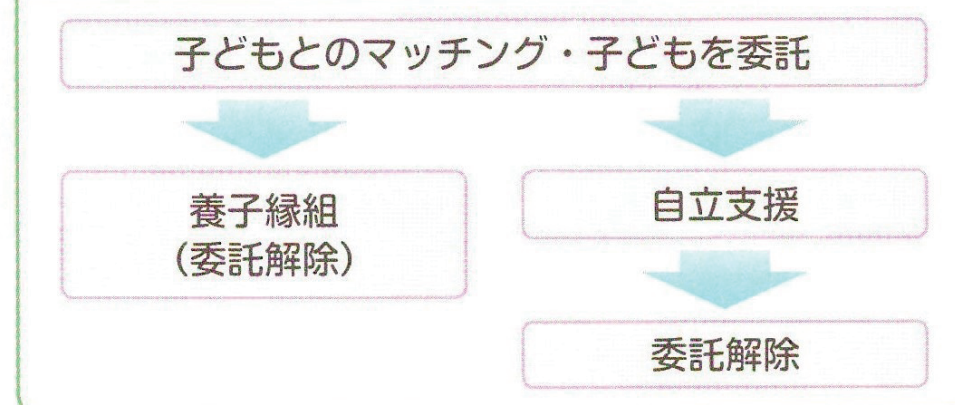 子どもとのマッチング・子どもを委託
養子縁組
（委託解除）
自立支援
委託解除